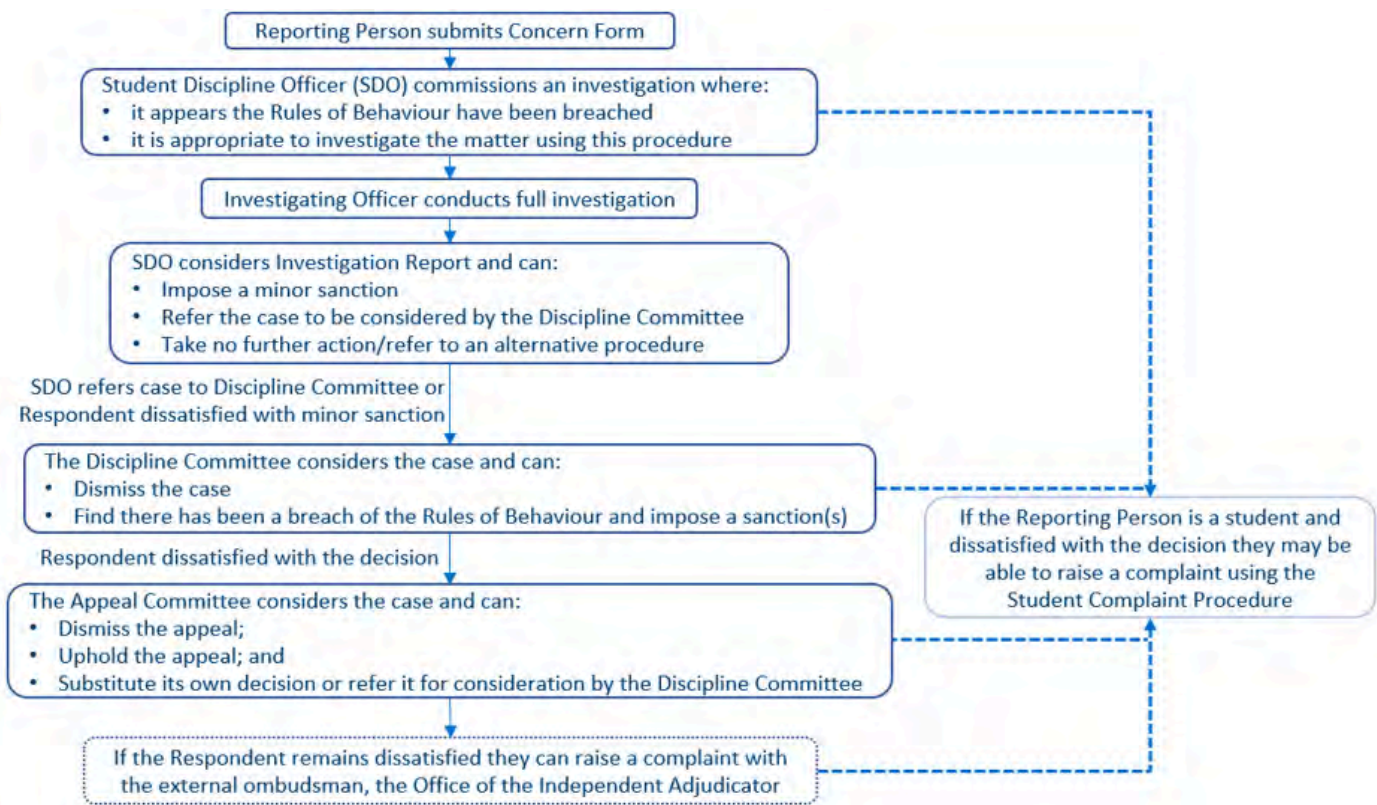 Reporting Person submits Concern Form
Student Discipline Officer (SDO) commissions an investigation where:
• it appears the Rules of Behaviour have been breached
• it is appropriate to investigate the matter using this procedure
Investigating Officer conducts full investigation
SDO considers Investigation Report and can:
• Impose a minor sanction
• Refer the case to be considered by the Discipline Committee
• Take no further action/refer to an alternative procedure
SDO refers case to Discipline Committee or
Respondent dissatisfied with minor sanction
The Discipline Committee considers the case and can:
• Dismiss the case
• Find there has been a breach of the Rules of Behaviour and impose a sanction(s)
Respondent dissatisfied with the decision
The Appeal Committee considers the case and can:
• Dismiss the appeal;
• Uphold the appeal; and
• Substitute its own decision or refer it for consideration by the Discipline Committee
If the Respondent remains dissatisfied they can raise a complaint with
the external ombudsman, the Office of the Independent Adjudicator
If the Reporting Person is a student and
dissatisfied with the decision they may be
able to raise a complaint using the
Student Complaint Procedure